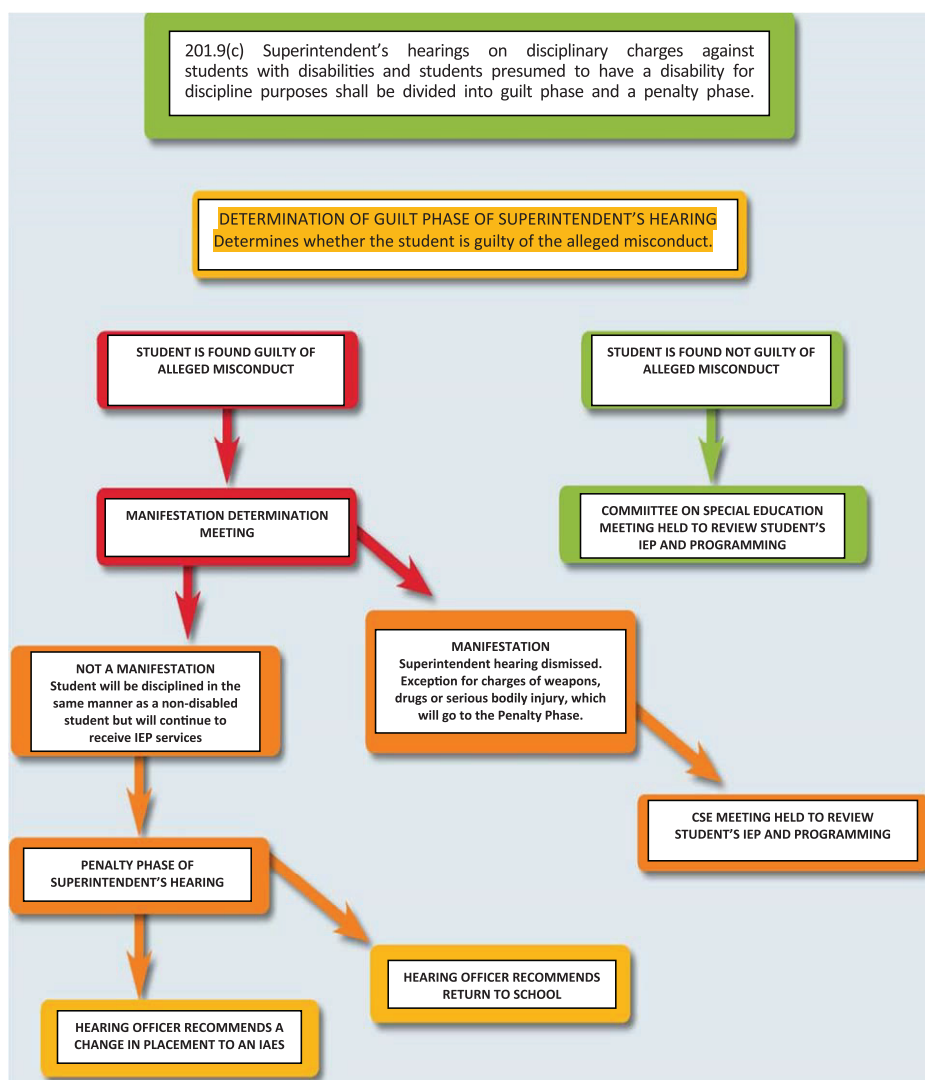 201.9(c) Superintendent’s hearings on disciplinary charges against
students with disabilities and students presumed to have a disability for
discipline purposes shall be divided into guilt phase and a penalty phase.
DETERMINATION OF GUILT PHASE OF SUPERINTENDENT’S HEARING
Determines whether the student is guilty of the alleged misconduct.
STUDENT IS FOUND GUILTY OF
ALLEGED MISCONDUCT
STUDENT IS FOUND NOT GUILTY OF
ALLEGED MISCONDUCT
MANIFESTATION DETERMINATION
MEETING
COMMIITTEE ON SPECIAL EDUCATION
MEETING HELD TO REVIEW STUDENT’S
IEP AND PROGRAMMING
MANIFESTATION
Superintendent hearing dismissed.
Exception for charges of weapons,
drugs or serious bodily injury, which
will go to the Penalty Phase.
NOT A MANIFESTATION
Student will be disciplined in the
same manner as a non-disabled
student but will continue to
receive IEP services
CSE MEETING HELD TO REVIEW
STUDENT’S IEP AND PROGRAMMING
PENALTY PHASE OF
SUPERINTENDENT’S HEARING
HEARING OFFICER RECOMMENDS
RETURN TO SCHOOL
HEARING OFFICER RECOMMENDS A
CHANGE IN PLACEMENT TO AN IAES